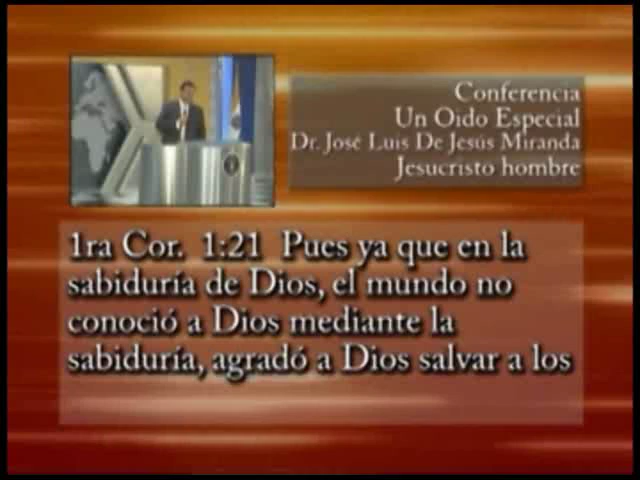 Conferencia
Un Oido Especial
Dr. José Luis De Jesús Miranda
Jesucristo hombre
1ra Cor. 1:21 Pues ya que en la
sabiduría de Dios, el mundo no
conoció a Dios mediante la
sabiduría, agradó a Dios salvar a los